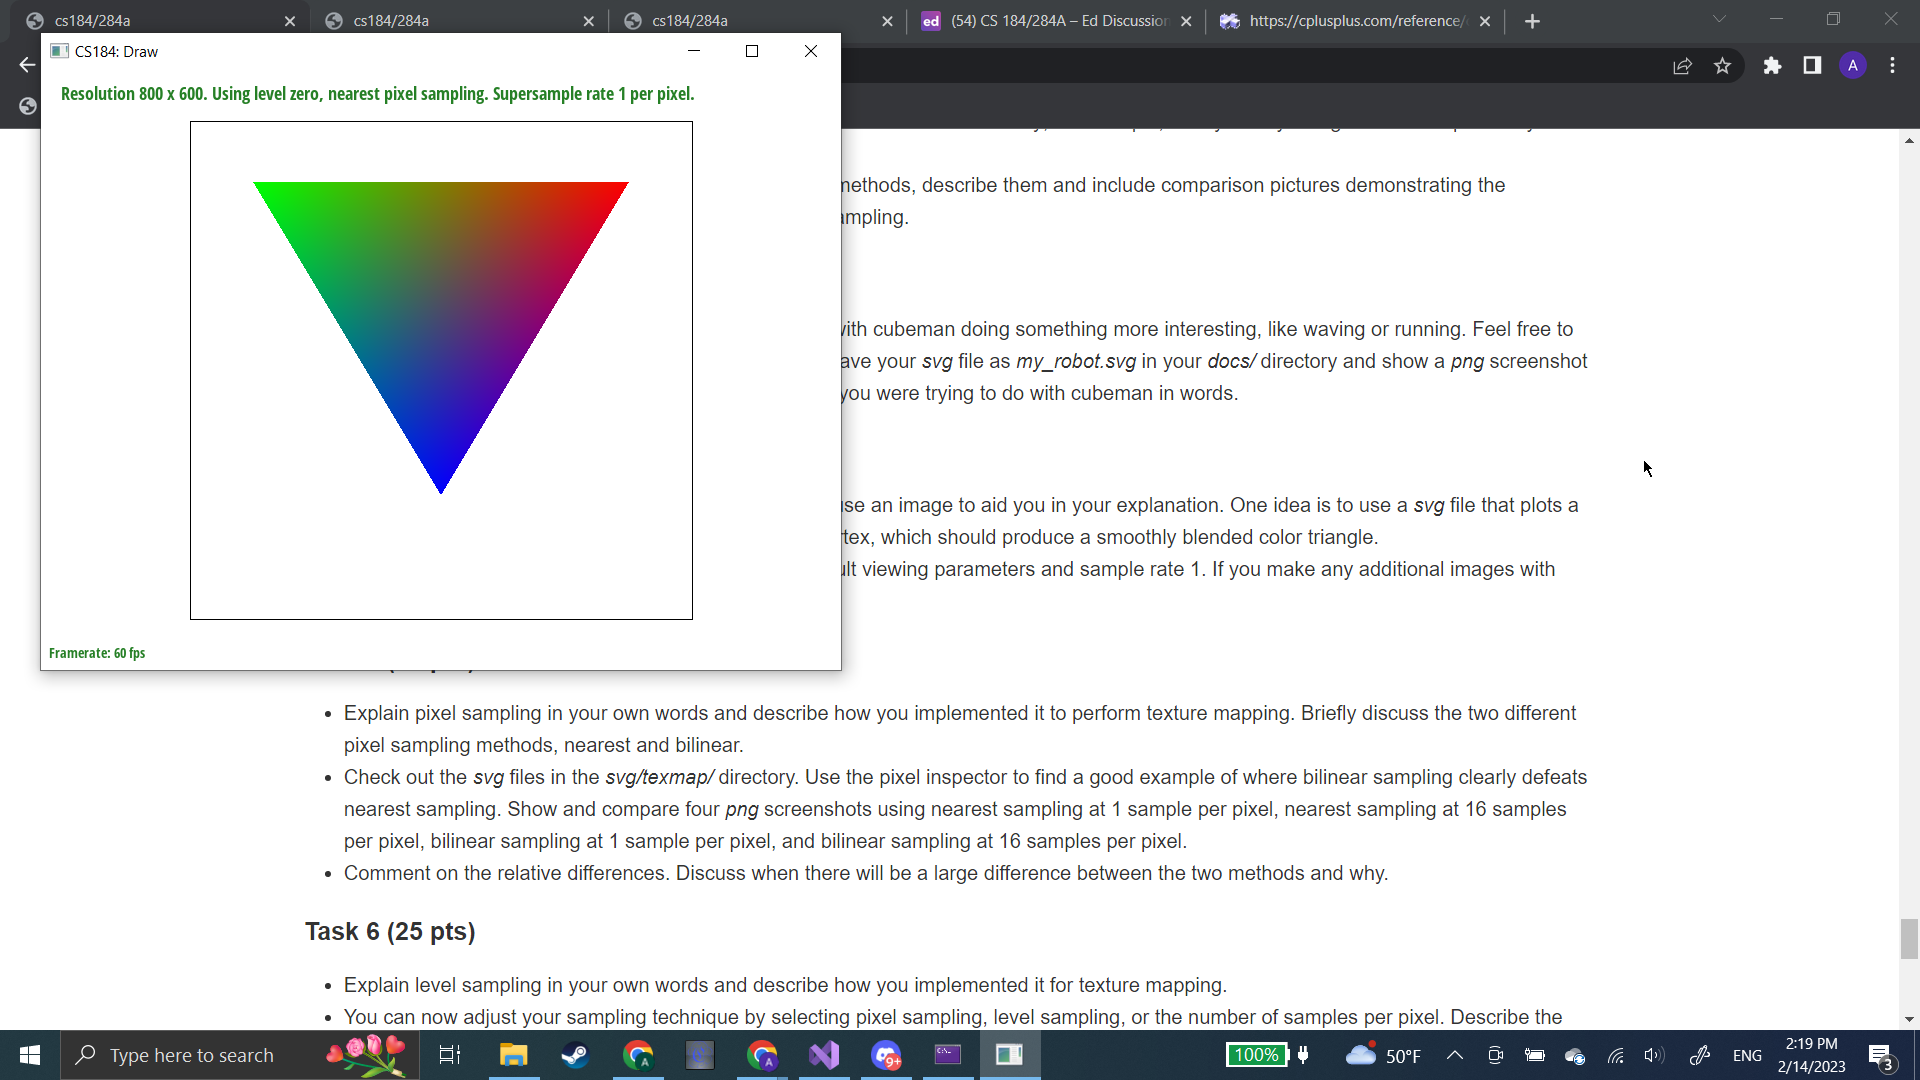 cs184/284a
cs184/284a
cs184/284a
ed
(54) CS 184/284A – Ed Discussion
https://cplusplus.com/reference/
A
CS184: Draw
Resolution 800 x 600. Using level zero, nearest pixel sampling. Supersample rate 1 per pixel.
Framerate: 60 fps
methods, describe them and include comparison pictures demonstrating the
ampling.
with cubeman doing something more interesting, like waving or running. Feel free to
ave your svg file as my_robot.svg in your docs/ directory and show a png screenshot
you were trying to do with cubeman in words.
use an image to aid you in your explanation. One idea is to use a svg file that plots a
rtex, which should produce a smoothly blended color triangle.
ult viewing parameters and sample rate 1. If you make any additional images with
• Explain pixel sampling in your own words and describe how you implemented it to perform texture mapping. Briefly discuss the two different
pixel sampling methods, nearest and bilinear.
• Check out the svg files in the svg/texmap/ directory. Use the pixel inspector to find a good example of where bilinear sampling clearly defeats
nearest sampling. Show and compare four png screenshots using nearest sampling at 1 sample per pixel, nearest sampling at 16 samples
per pixel, bilinear sampling at 1 sample per pixel, and bilinear sampling at 16 samples per pixel.
• Comment on the relative differences. Discuss when there will be a large difference between the two methods and why.
Task 6 (25 pts)
• Explain level sampling in your own words and describe how you implemented it for texture mapping.
• You can now adjust your sampling technique by selecting pixel sampling, level sampling, or the number of samples per pixel. Describe the
Type here to search
A
A
9+
100%
50°F
ENG
2:19 PM
2/14/2023
3